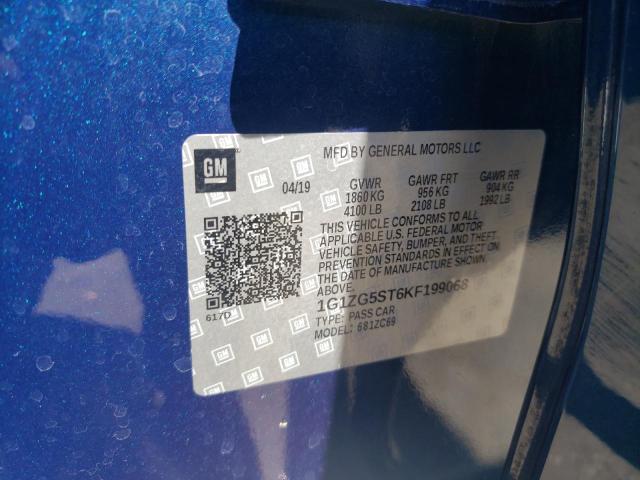 GM
MFD BY GENERAL MOTORS LLC
04/19
GVWR GAWR FRT GAWR RR
1860 KG 956 KG 904 KG
4100 LB 2108 LB 1992 LB
THIS VEHICLE CONFORMS TO ALL
APPLICABLE U.S. FEDERAL MOTOR
VEHICLE SAFETY, BUMPER, AND THEFT
PREVENTION STANDARDS IN EFFECT ON
THE DATE OF MANUFACTURE SHOWN
ABOVE.
617D
1G1ZG5ST6KF199068
TYPE: PASS CAR
MODEL: 681ZC69